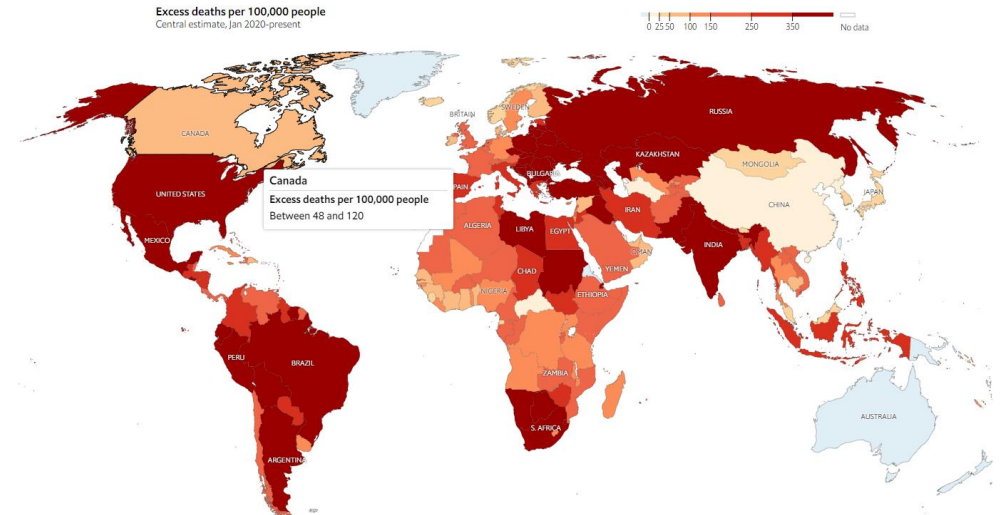 Excess deaths per 100,000 people
Central estimate, Jan 2020-present
0 25 50 100 150 250 350
No data
RUSSIA
SWEDEN
BRITAIN
CANADA
KAZAKHSTAN
MONGOLIA
BULGARIA
JAPAN
Canada
PAIN
UNITED STATES
Excess deaths per 100,000 people
CHINA
IRAN
Between 48 and 120
ALGERIA
LIBYA
EGYPT
MEXICO
INDIA
OMAN
CHAD
YEMEN
NIGERIA
ETHIOPIA
PERU
BRAZIL
ZAMBIA
AUSTRALIA
S. AFRICA
ARGENTINA